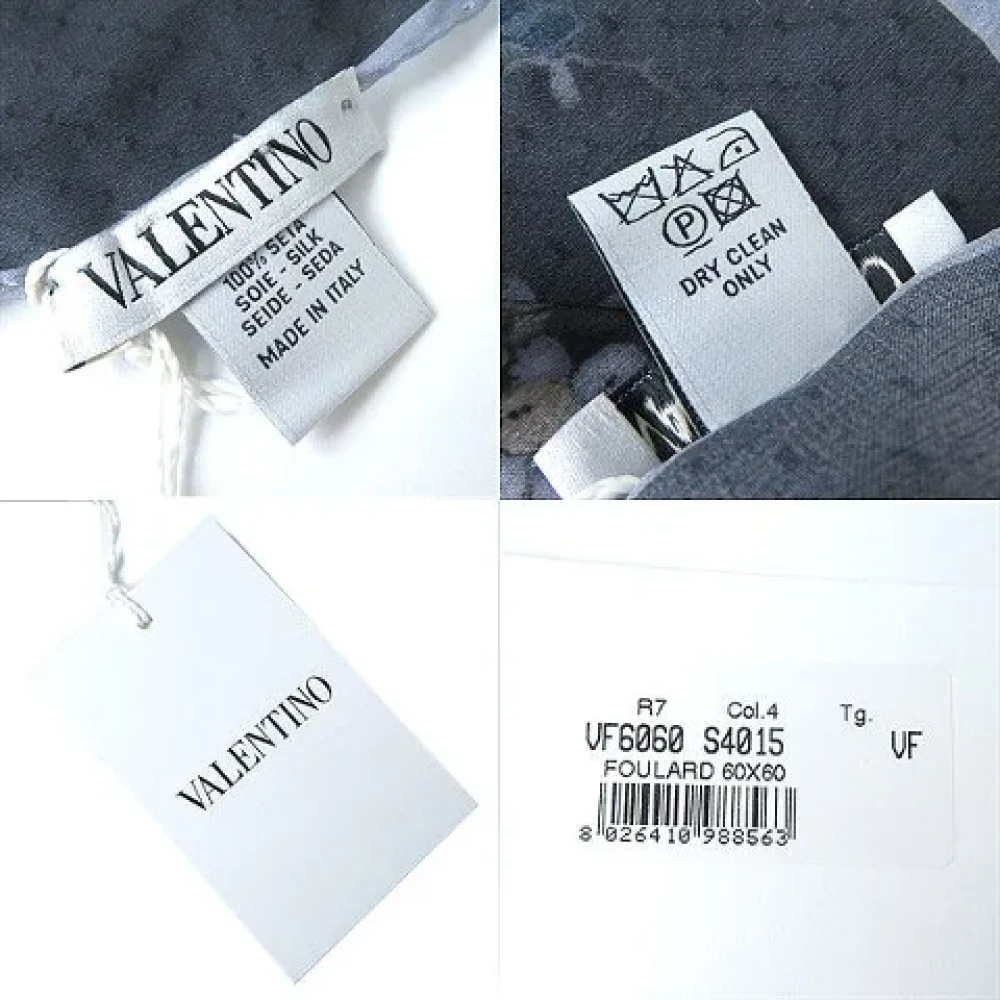 VALENTINO
100% SETA
SOIE - SILK
SEIDE - SEDA
MADE IN ITALY
P
DRY CLEAN
ONLY
VALENTINO
R7 Col.4 Tg.
VF6060 S4015 VF
FOULARD 60X60
8 026410 988563